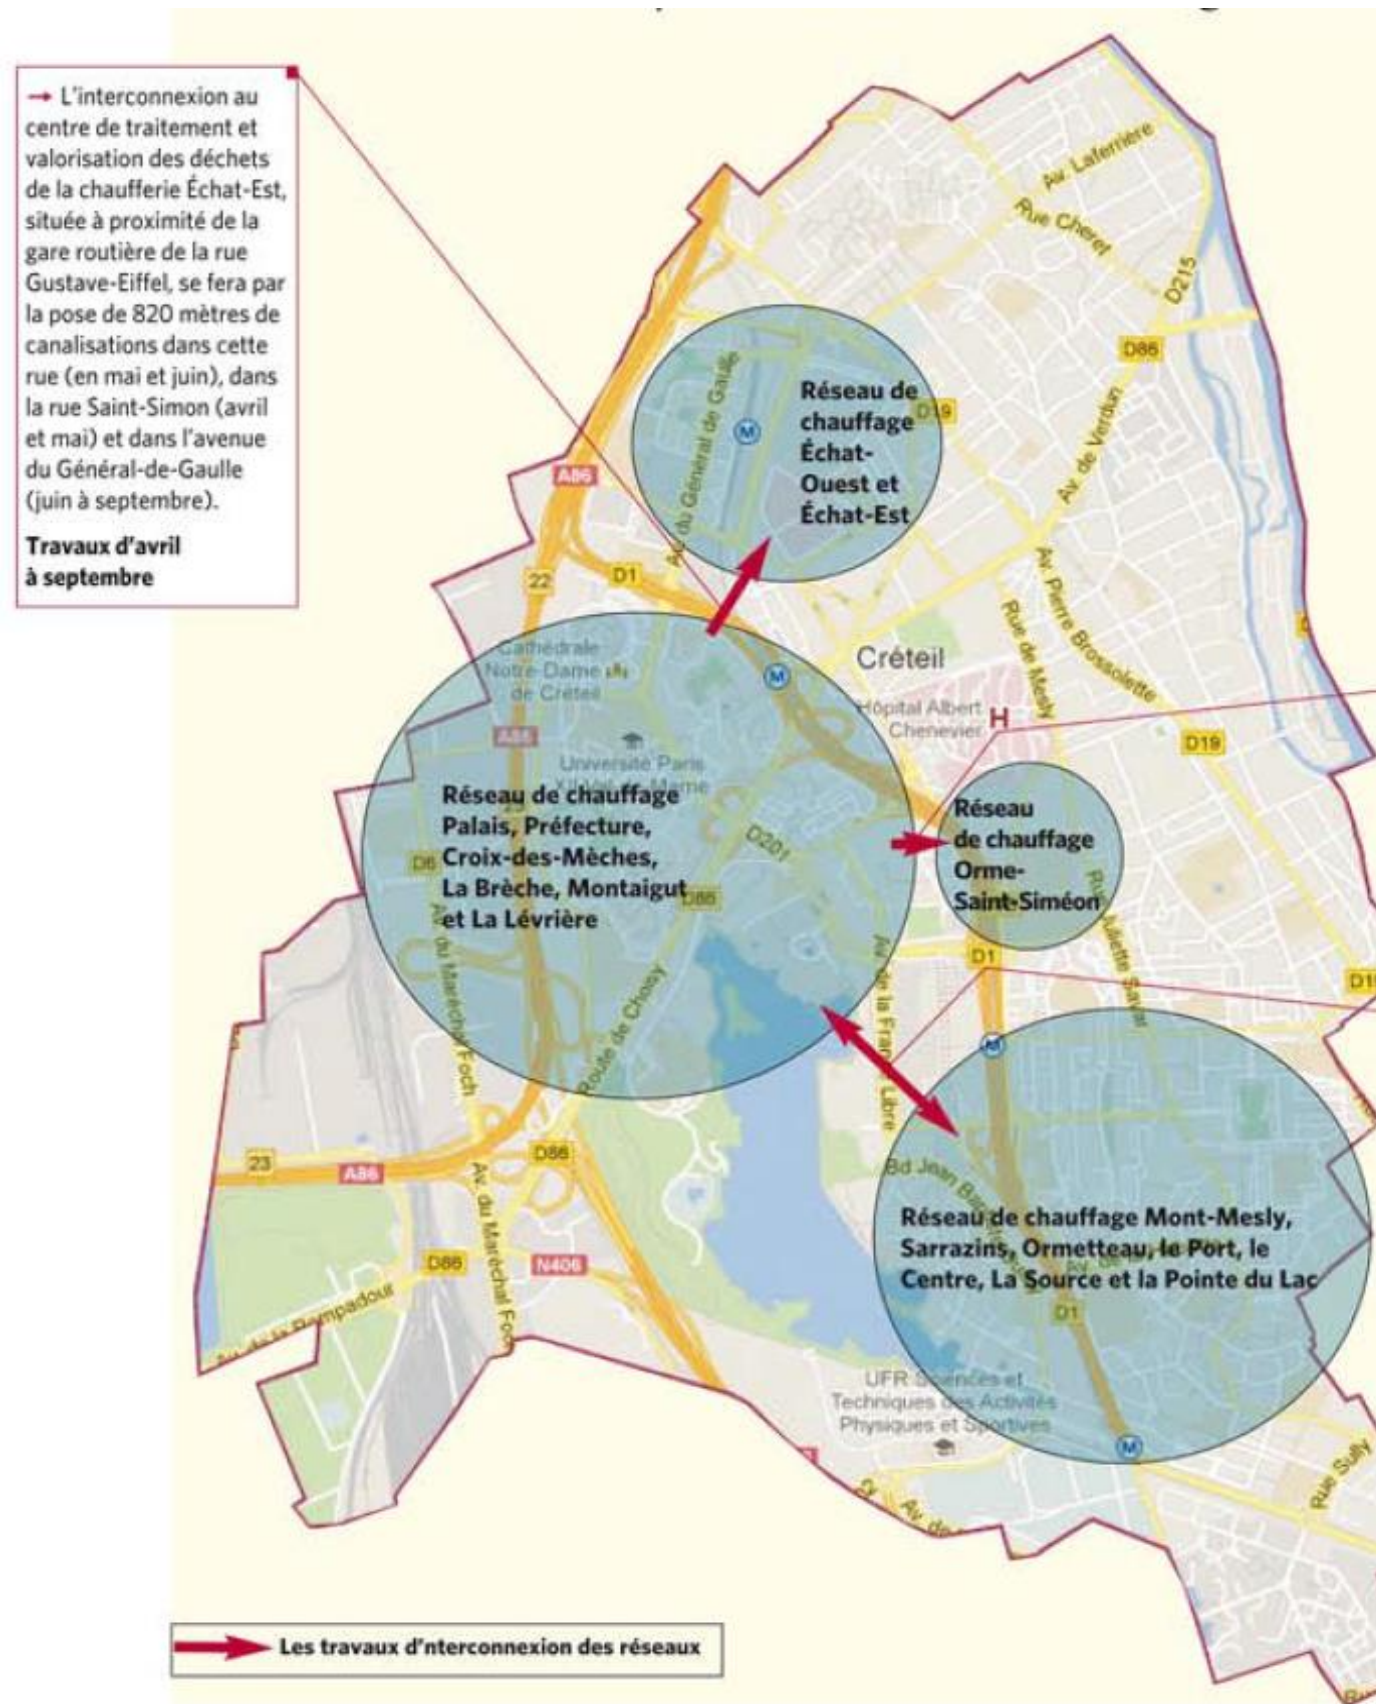 → L'interconnexion au
centre de traitement et
valorisation des déchets
de la chaufferie Échat-Est,
située à proximité de la
gare routière de la rue
Gustave-Eiffel, se fera par
la pose de 820 mètres de
canalisations dans cette
rue (en mai et juin), dans
la rue Saint-Simon (avril
et mai) et dans l'avenue
du Général-de-Gaulle
(juin à septembre).
Travaux d'avril
à septembre
Av. Laferrière
Rue Cheret
D215
D86
Réseau de
chauffage
Échat-
Ouest et
Échat-Est
D19
M
Av. du Général de Gaulle
Av. de Verdun
A86
22
D1
Av. Pierre Brossolette
Rue de Mesly
Cathédrale
Notre-Dame
de Créteil
M
Créteil
Hôpital Albert
Chenevier
H
D19
A86
Université Paris
Réseau de chauffage
Palais, Préfecture,
Croix-des-Mèches,
La Brèche, Montaigut
et La Lévrière
D201
D6
D86
Réseau
de chauffage
Orme-
Saint-Siméon
Rue Juliette Savar
Av. du Maréchal Foch
Route de Choisy
Av. de la France Libre
D1
M
23
A86
D86
Av. du Maréchal Foch
Bd Jean
Réseau de chauffage Mont-Mesly,
Sarrazins, Ormetteau, le Port, le
Centre, La Source et la Pointe du Lac
D86
N406
Pompadour
D1
UFR Sciences et
Techniques des Activités
Physiques et Sportives
M
Rue Sully
Av. de
Les travaux d'nterconnexion des réseaux